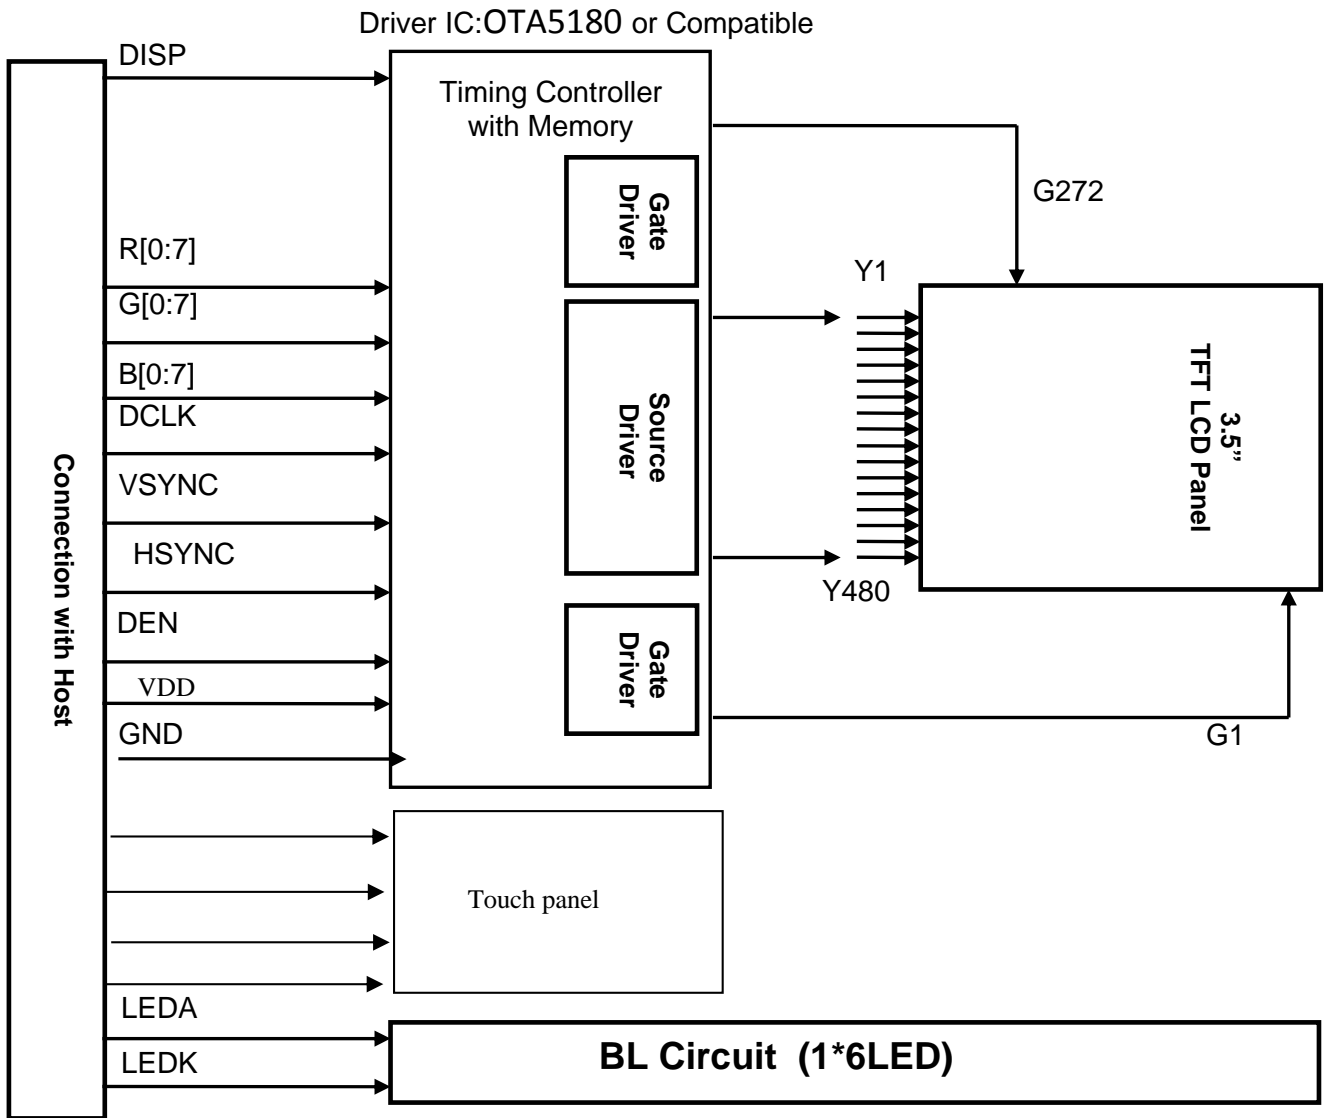 Driver IC:OTA5180 or Compatible
DISP
Timing Controller
with Memory
Gate
Driver
G272
R[0:7]
G[0:7]
Y1
B[0:7]
DCLK
Source
Driver
3.5”
TFT LCD Panel
Connection with Host
VSYNC
HSYNC
Y480
DEN
Gate
Driver
VDD
GND
G1
Touch panel
LEDA
LEDK
BL Circuit (1*6LED)